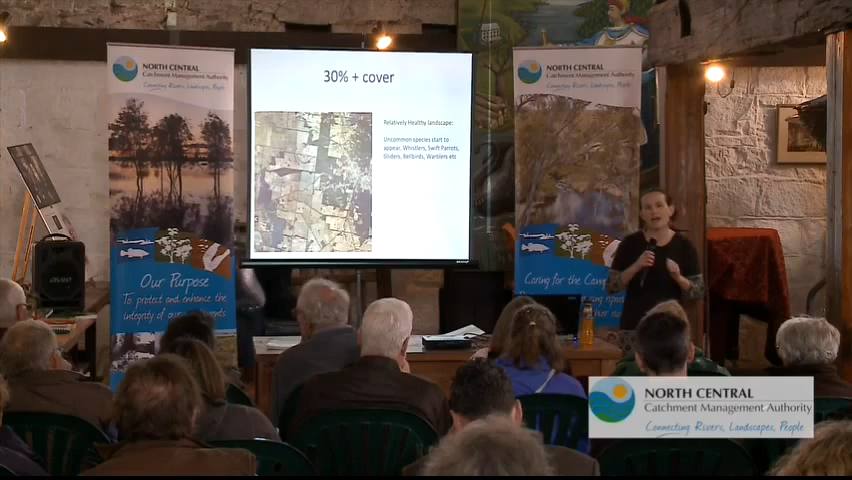 NORTH CENTRAL
Catchment Management Authority
Connecting Rivers, Landscapes, People
Our Purpose
To protect and enhance the
integrity of our
30% + cover
Relatively Healthy landscape:
Uncommon species start to
appear, Whistlers, Swift Parrots,
Gliders, Bellbirds, Warblers etc
NORTH CENTRAL
Catchment Management Authority
Connecting Rivers, Landscapes, People
Caring for the
NORTH CENTRAL
Catchment Management Authority
Connecting Rivers, Landscapes, People